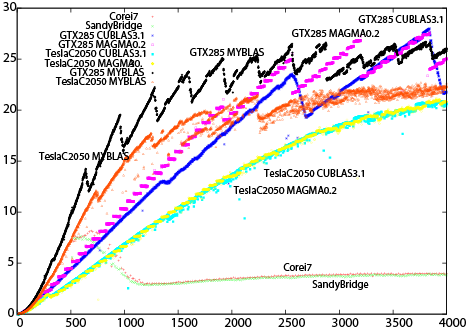 30
25
20
15
10
5
0
Corei7
SandyBridge
GTX285 CUBLAS3.1
GTX285 MAGMA0.2
TeslaC2050 CUBLAS3.1
TeslaC2050 MAGMA0.
GTX285 MYBLAS
TeslaC2050 MYBLAS
GTX285 CUBLAS3.1
GTX285 MAGMA0.2
GTX285 MYBLAS
TeslaC2050 MYBLAS
TeslaC2050 CUBLAS3.1
TeslaC2050 MAGMA0.2
Corei7
SandyBridge
0 500 1000 1500 2000 2500 3000 3500 4000